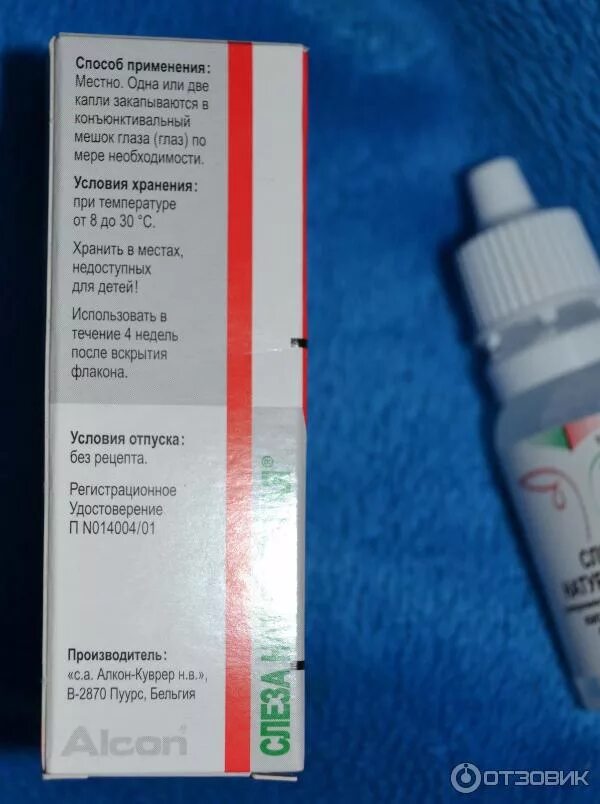 Способ применения:
Местно. Одна или две
капли закапываются в
конъюнктивальный
мешок глаза (глаз) по
мере необходимости.
Условия хранения:
при температуре
от 8 до 30 °C.
Хранить в местах,
недоступных
для детей!
Использовать в
течение 4 недель
после вскрытия
флакона.
Условия отпуска:
без рецепта.
Регистрационное
Удостоверение
П N014004/01
Производитель:
«с.а. Алкон-Куврер н.в.»,
В-2870 Пуурс, Бельгия
Alcon
СЛЕЗА
СЛ
НАТУР
ОТЗОВИК